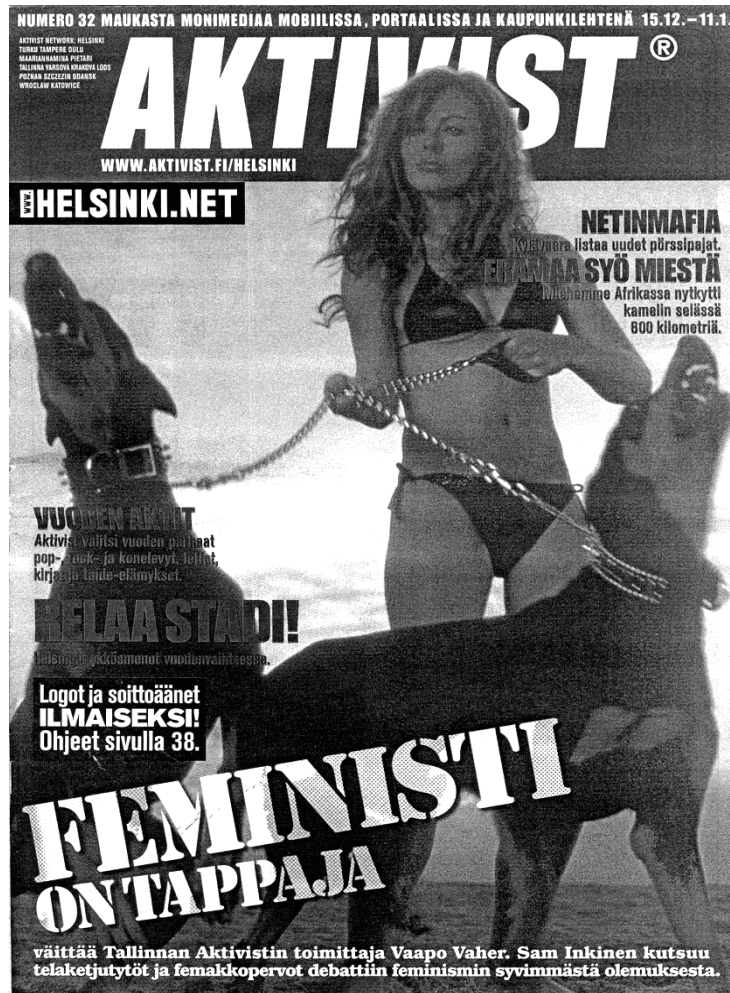 NUMERO 32 MAUKASTA MONIMEDIAA MOBIILISSA, PORTAALISSA JA KAUPUNKILEHTENÄ 15.12.–11.1.
AKTIVIST NETWORK: HELSINKI
TURKU TAMPERE OULU
MAARIANHAMINA PIETARI
TALLINNA VARSOVA KRAKOVA LODS
POZNAN SZCZEZIN GDANSK
WROCLAW KATOWICE
AKTIVIST®
WWW.AKTIVIST.FI/HELSINKI
WWW.HELSINKI.NET
NETINMAFIA
listaa uudet pörssipajat.
ERÄMAA SYÖ MIESTÄ
Miehemme Afrikassa nytkytti
kamelin selässä
600 kilometriä.
VUODEN AKTIT
Aktivist valitsi vuoden parhaat
pop-, rock- ja konelevyt, leffat,
kirjat ja taide-elämykset.
RELAA STADI!
vuodenvaihteessa.
Logot ja soittoäänet
ILMAISEKSI!
Ohjeet sivulla 38.
FEMINISTI
ON TAPPAJA
väittää Tallinnan Aktivistin toimittaja Vaapo Vaher. Sam Inkinen kutsuu
telaketjutytöt ja femakkopervot debattiin feminismin syvimmästä olemuksesta.